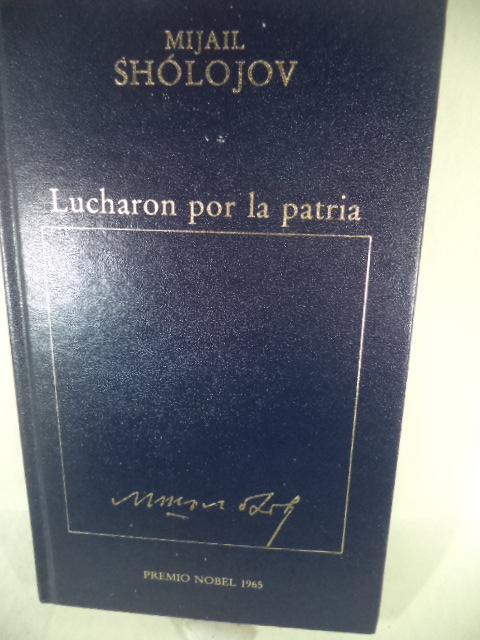 MIJAIL
SHÓLOJOV
Lucharon por la patria
PREMIO NOBEL 1965